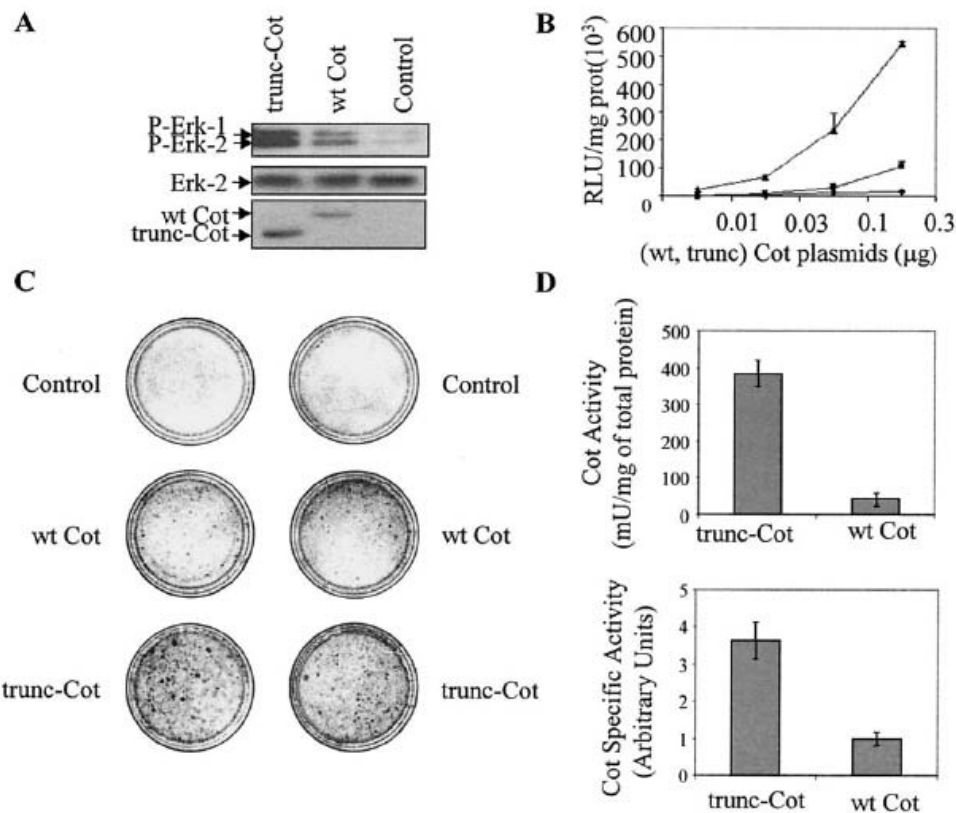 A
trunc-Cot
wt Cot
Control
P-Erk-1
P-Erk-2
Erk-2
wt Cot
trunc-Cot
B
RLU/mg prot(10³)
600
500
400
300
200
100
0
0.01
0.03
0.1
0.3
(wt, trunc) Cot plasmids (µg)
C
Control
Control
wt Cot
wt Cot
trunc-Cot
trunc-Cot
D
Cot Activity
(mU/mg of total protein)
500
400
300
200
100
0
trunc-Cot
wt Cot
Cot Specific Activity
(Arbitrary Units)
5
4
3
2
1
0
trunc-Cot
wt Cot